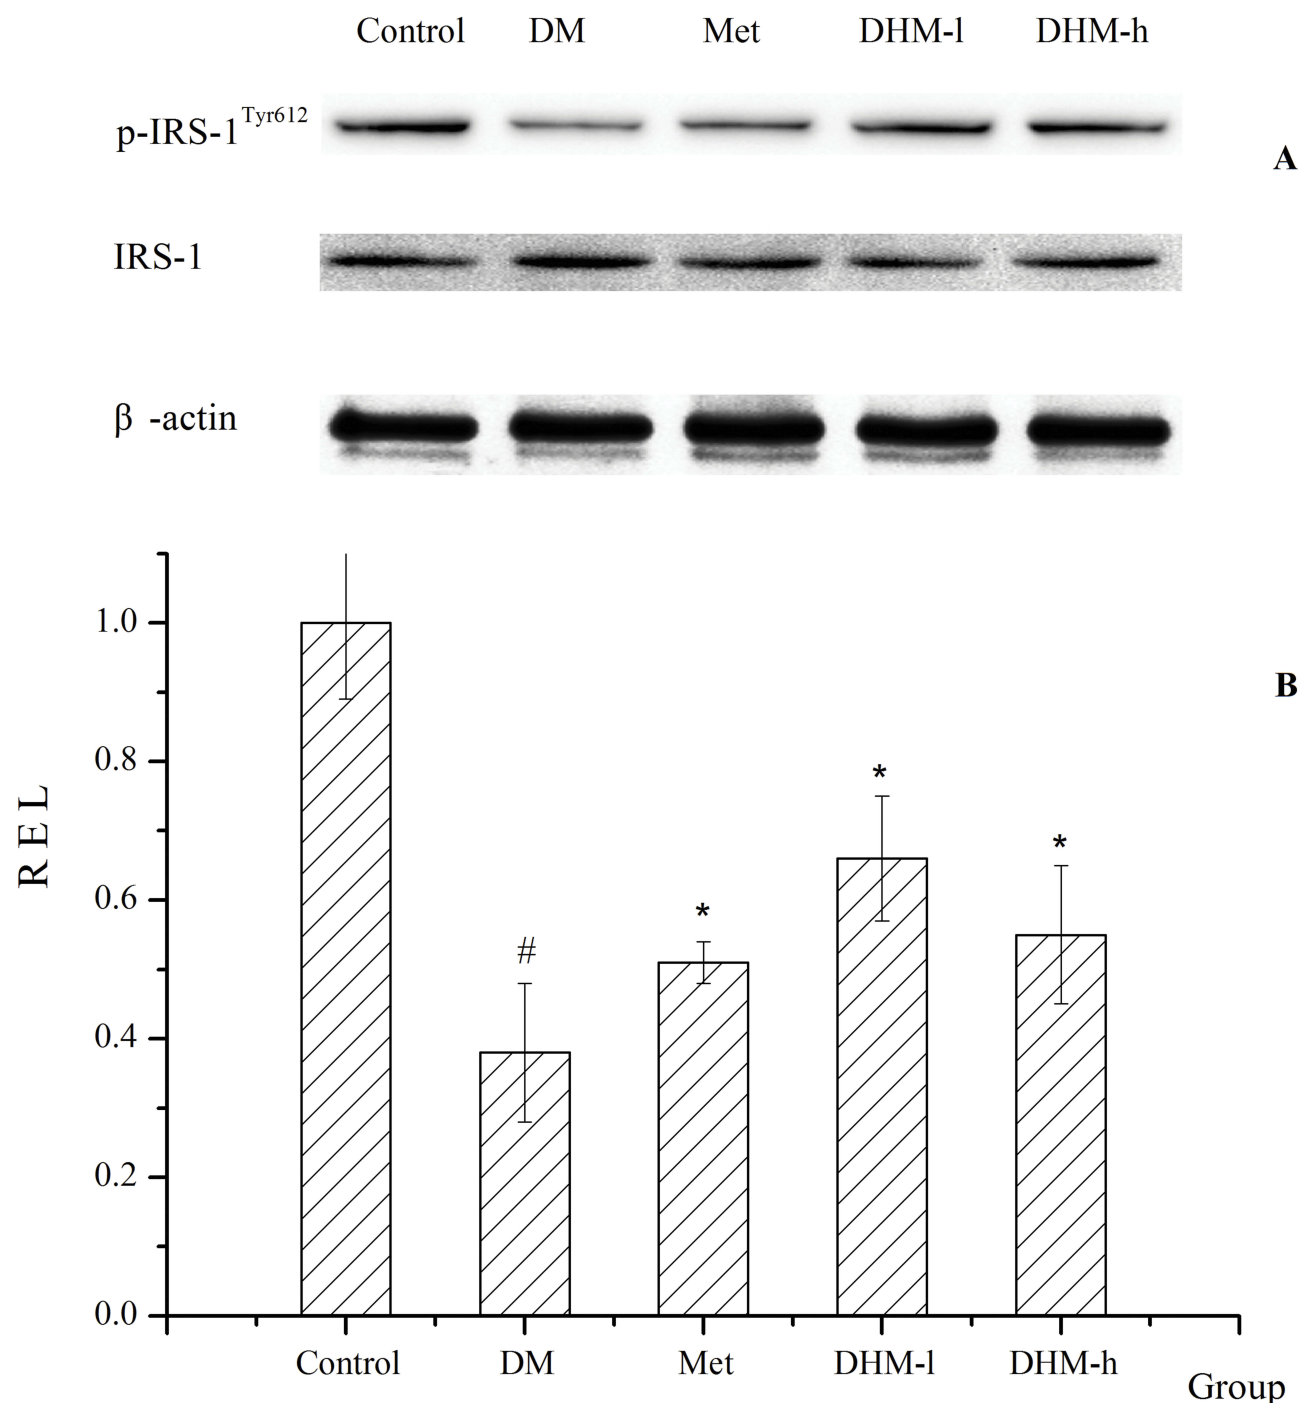 Control DM Met DHM-l DHM-h
p-IRS-1Tyr612
A
IRS-1
β -actin
B
REL
1.0
0.8
0.6
0.4
0.2
0.0
#
*
*
*
Control DM Met DHM-l DHM-h
Group